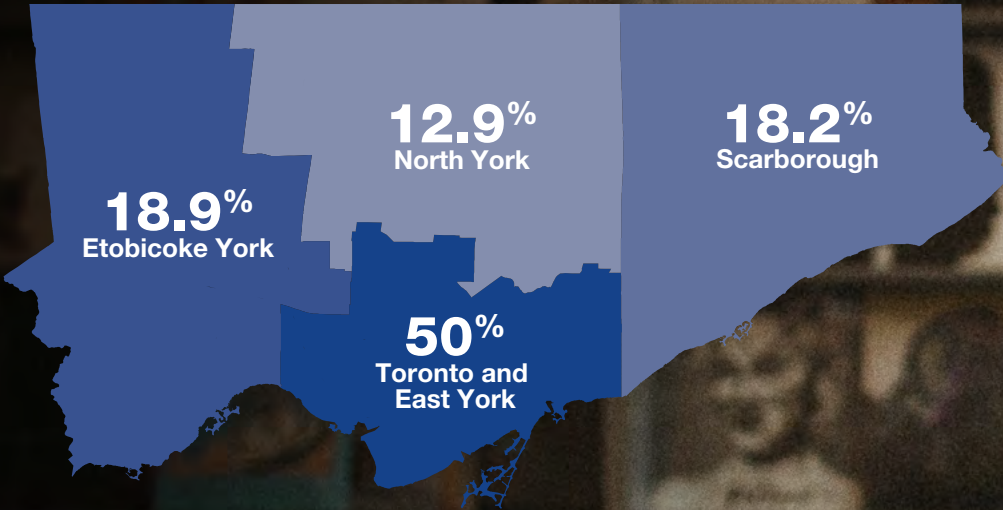 12.9%
North York
18.2%
Scarborough
18.9%
Etobicoke York
50%
Toronto and
East York